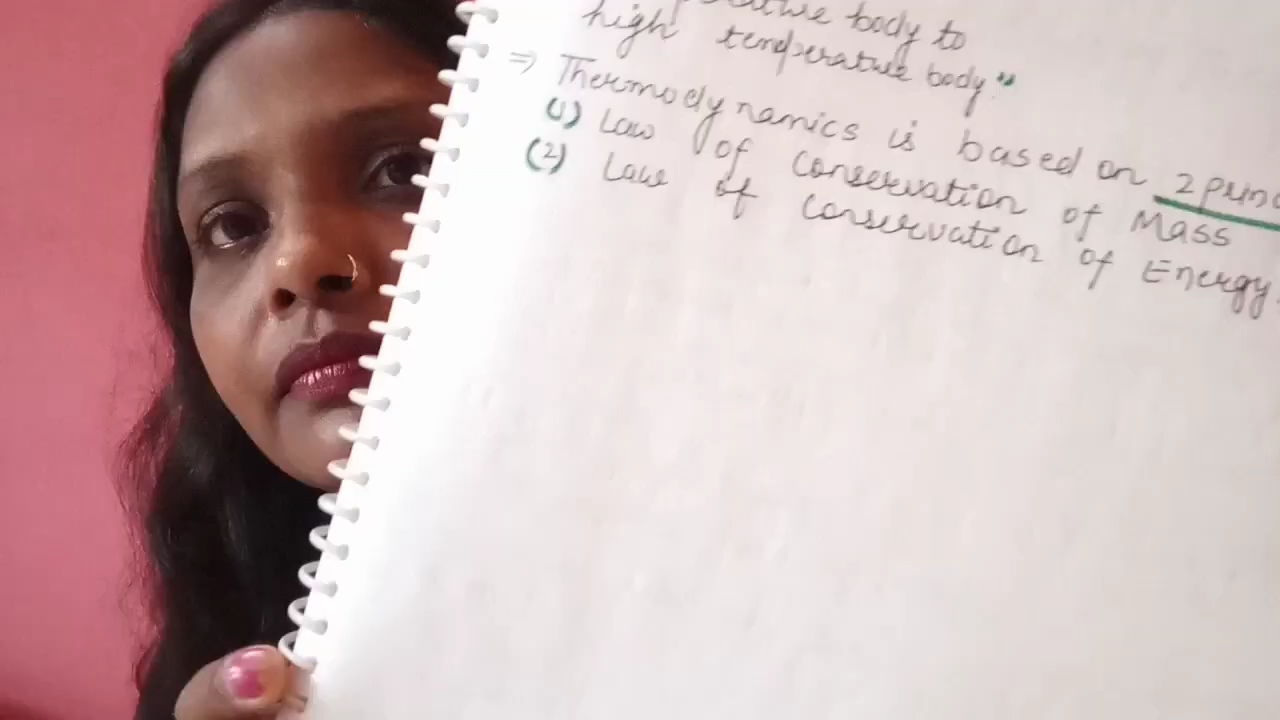 body to
high temperature body."
⇒ Thermodynamics is based on 2
(1) Law of Conservation of Mass
(2) Law of Conservation of Energy.